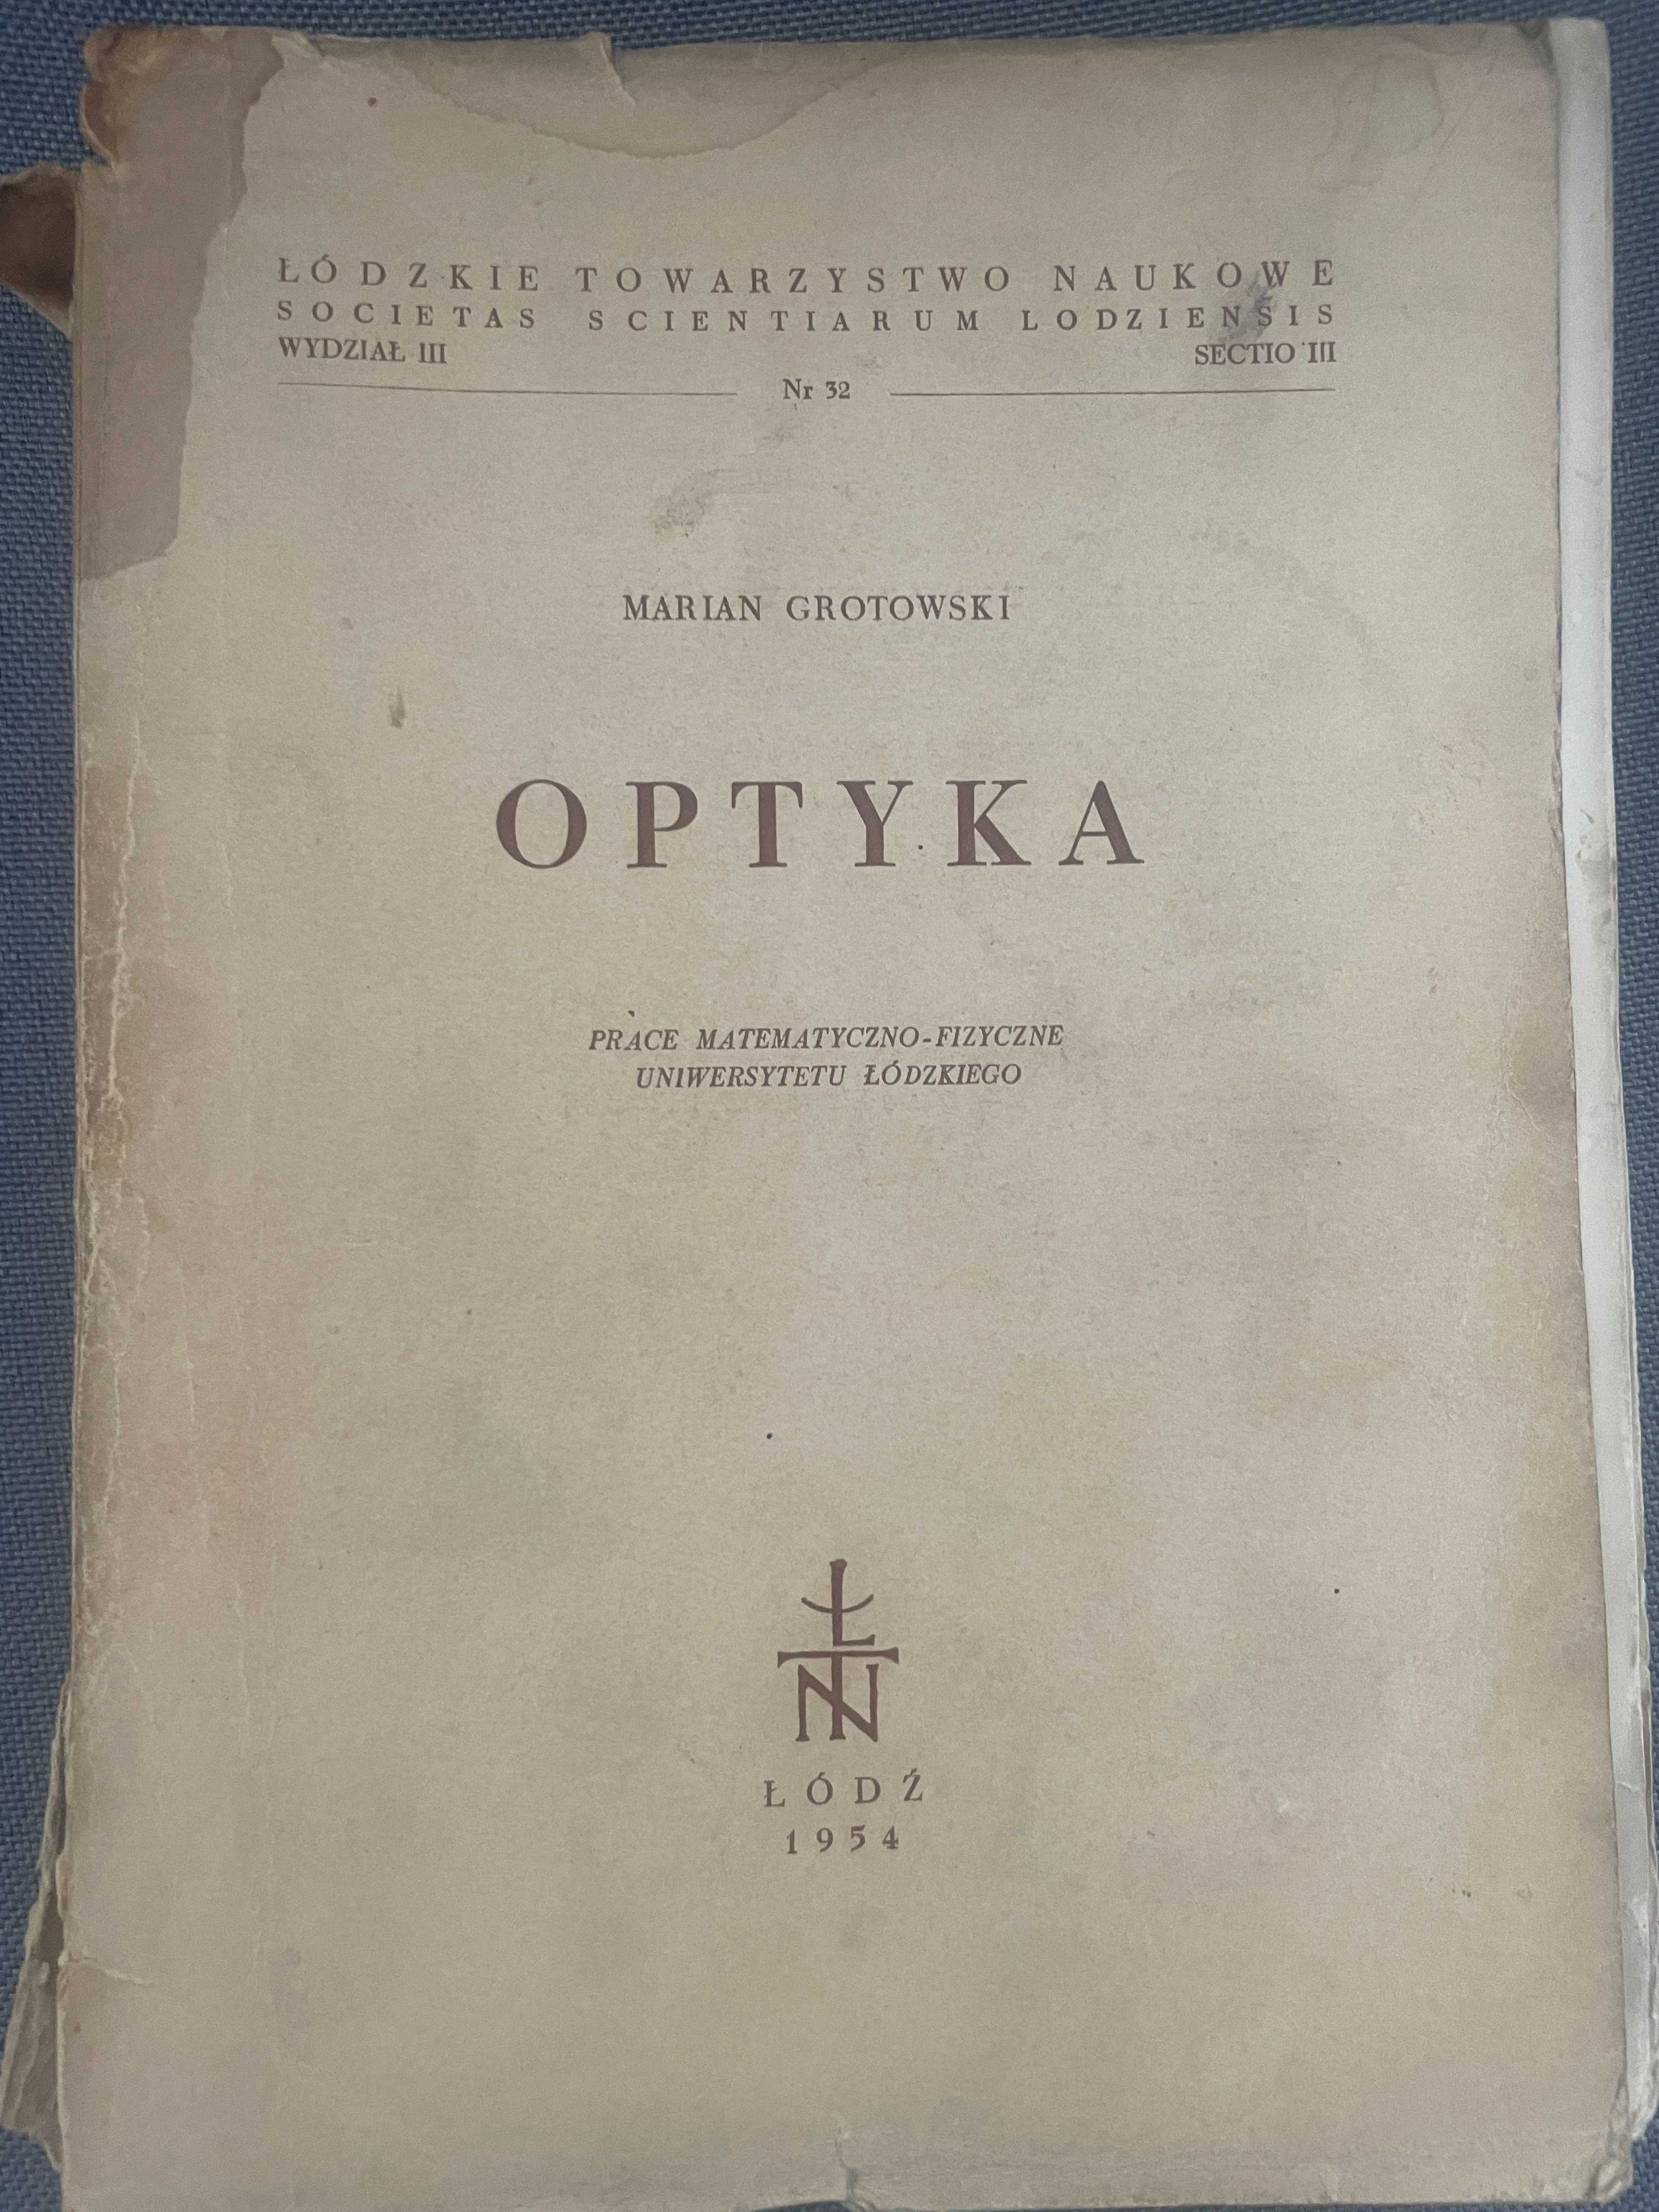 ŁÓDZKIE TOWARZYSTWO NAUKOWE
SOCIETAS SCIENTIARUM LODZIENSIS
WYDZIAŁ III SECTIO III
Nr 32
MARIAN GROTOWSKI
OPTYKA
PRACE MATEMATYCZNO-FIZYCZNE
UNIWERSYTETU ŁÓDZKIEGO
ŁTN
ŁÓDŹ
1954